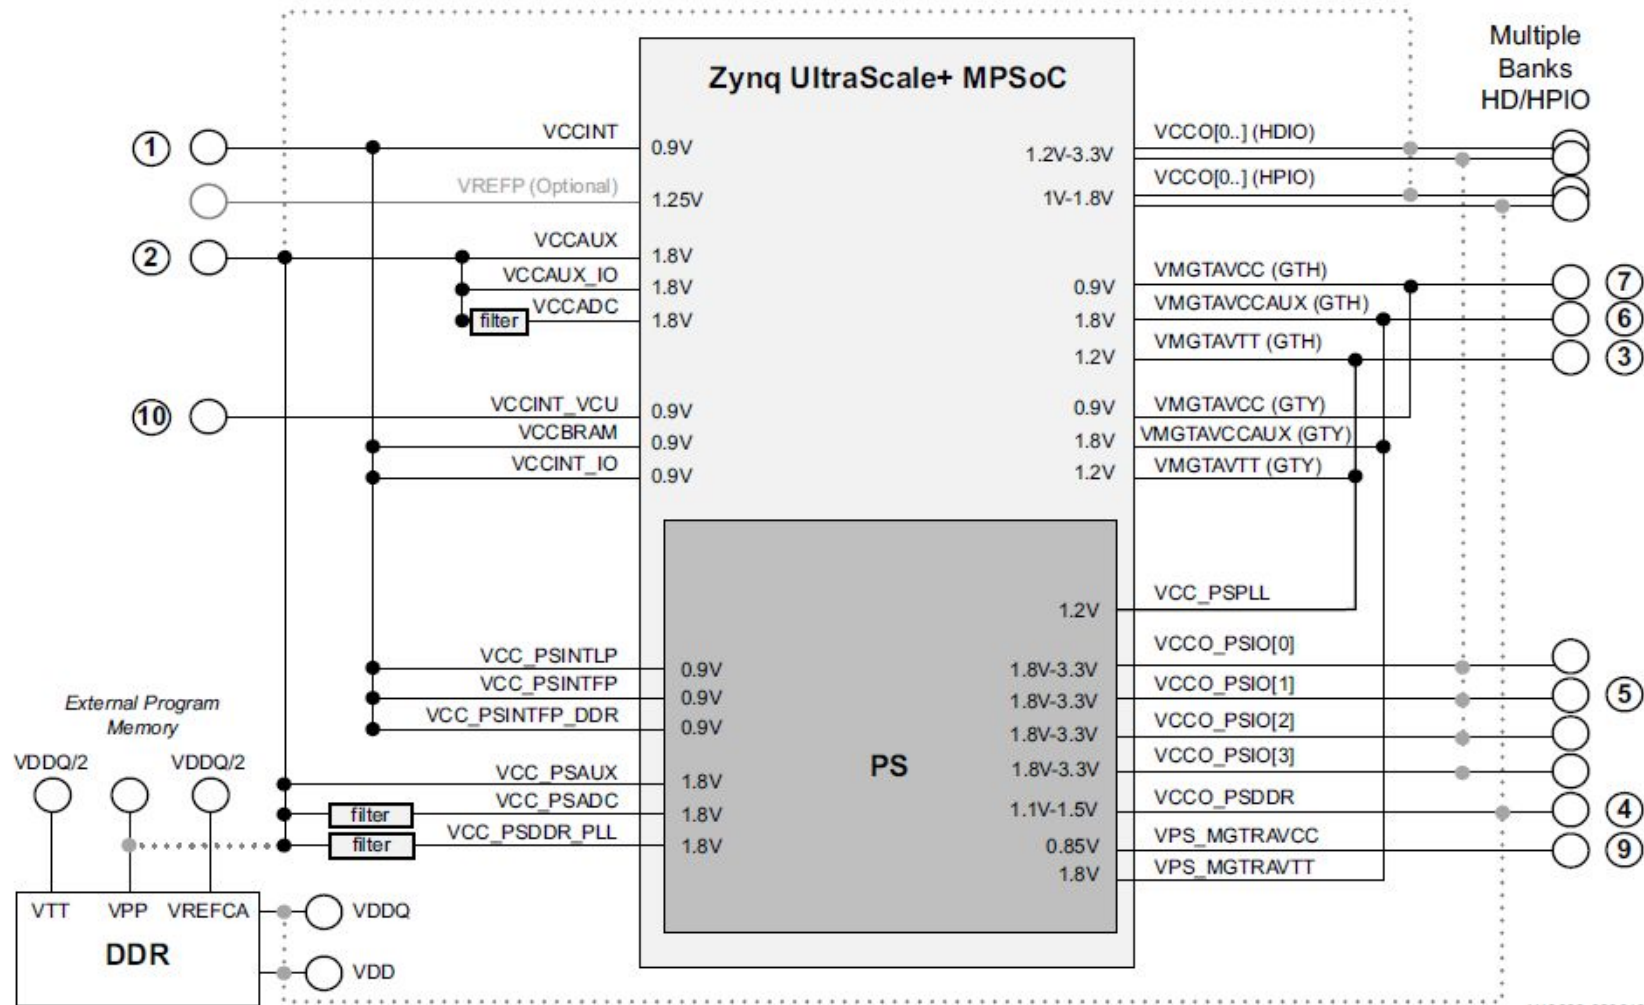 Zynq UltraScale+ MPSoC
Multiple
Banks
HD/HPIO
1
VCCINT
0.9V
VREFP (Optional)
1.25V
2
VCCAUX
1.8V
VCCAUX_IO
1.8V
filter
VCCADC
1.8V
10
VCCINT_VCU
0.9V
VCCBRAM
0.9V
VCCINT_IO
0.9V
VCC_PSINTLP
0.9V
VCC_PSINTFP
0.9V
VCC_PSINTFP_DDR
0.9V
VCC_PSAUX
1.8V
filter
VCC_PSADC
1.8V
filter
VCC_PSDDR_PLL
1.8V
PS
1.2V-3.3V
VCCO[0..] (HDIO)
1V-1.8V
VCCO[0..] (HPIO)
0.9V
VMGTAVCC (GTH)
7
1.8V
VMGTAVCCAUX (GTH)
6
1.2V
VMGTAVTT (GTH)
3
0.9V
VMGTAVCC (GTY)
1.8V
VMGTAVCCAUX (GTY)
1.2V
VMGTAVTT (GTY)
1.2V
VCC_PSPLL
1.8V-3.3V
VCCO_PSIO[0]
1.8V-3.3V
VCCO_PSIO[1]
5
1.8V-3.3V
VCCO_PSIO[2]
1.8V-3.3V
VCCO_PSIO[3]
1.1V-1.5V
VCCO_PSDDR
4
0.85V
VPS_MGTRAVCC
9
1.8V
VPS_MGTRAVTT
External Program
Memory
VDDQ/2
VDDQ/2
VTT
VPP
VREFCA
DDR
VDDQ
VDD